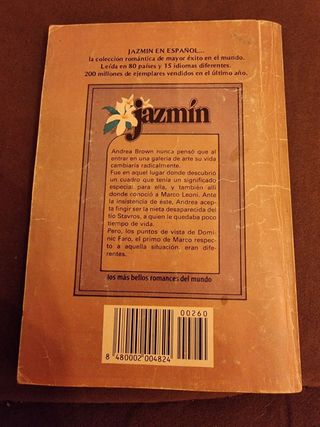 JAZMIN EN ESPAÑOL...
la colección romántica de mayor éxito en el mundo.
Leída en 80 países y 15 idiomas diferentes.
200 millones de ejemplares vendidos en el último año.
jazmín
Andrea Brown nunca pensó que al
entrar en una galería de arte su vida
cambiaría radicalmente.
Fue en aquel lugar donde descubrió
un cuadro que tenía un significado
especial para ella, y también allí
donde conoció a Marco Leoni. Ante
la insistencia de éste, Andrea acep-
ta fingir ser la nieta desaparecida del
tío Stavros, a quien le quedaba poco
tiempo de vida.
Pero, los puntos de vista de Domi-
nic Faro, el primo de Marco respec-
to a aquella situación, eran dife-
rentes.
los más bellos romances del mundo
00260
8 480002 004824